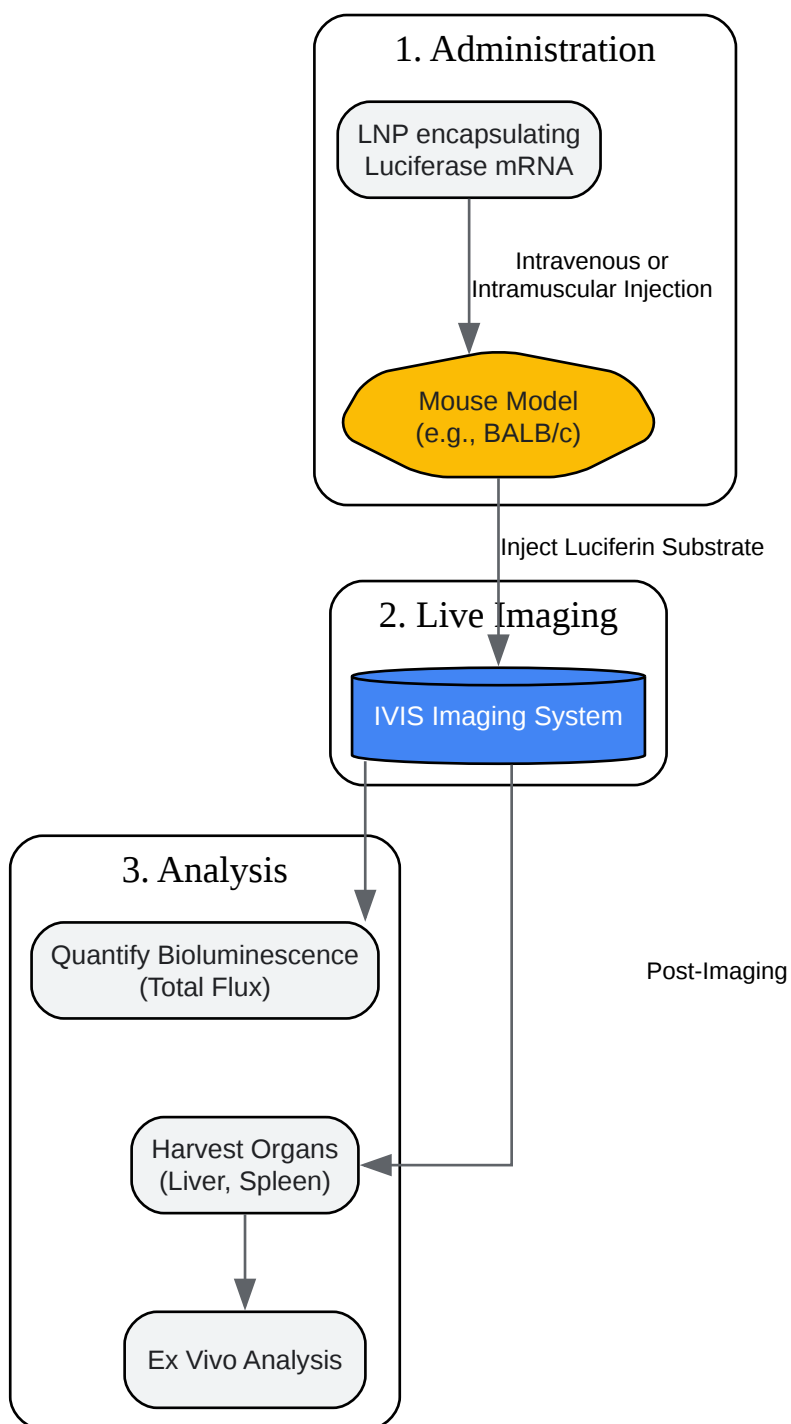 1. Administration
LNP encapsulating
Luciferase mRNA
Intravenous or
Intramuscular Injection
Mouse Model
(e.g., BALB/c)
Inject Luciferin Substrate
2. Live Imaging
IVIS Imaging System
3. Analysis
Quantify Bioluminescence
(Total Flux)
Post-Imaging
Harvest Organs
(Liver, Spleen)
Ex Vivo Analysis